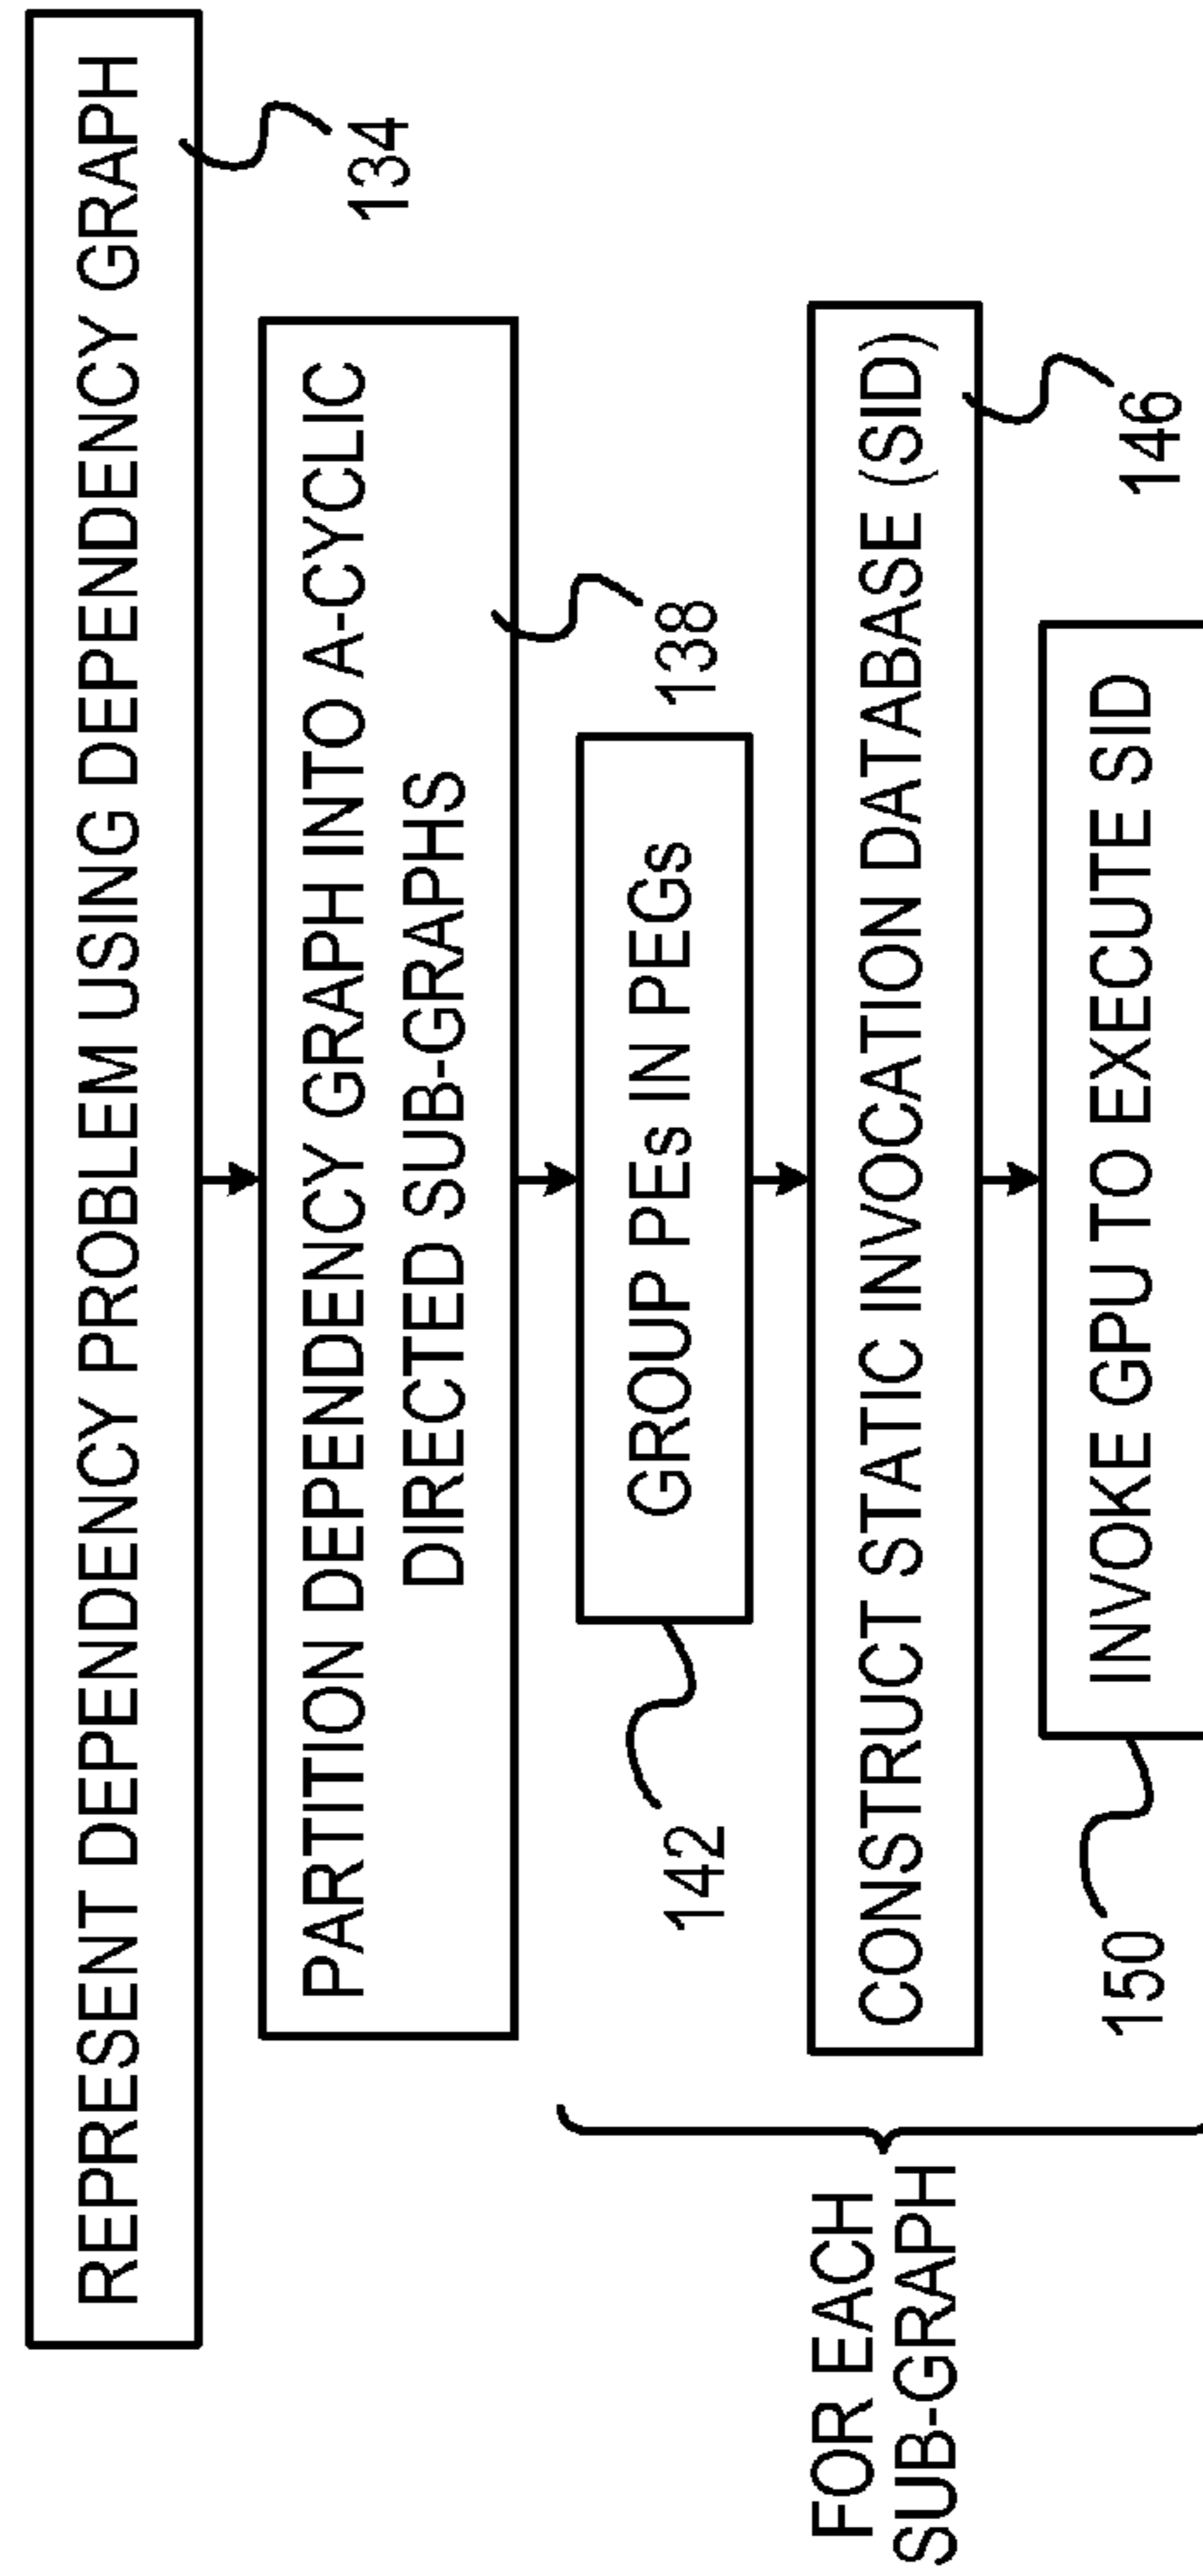 REPRESENT DEPENDENCY PROBLEM USING DEPENDENCY GRAPH
134
PARTITION DEPENDENCY GRAPH INTO A-CYCLIC
DIRECTED SUB-GRAPHS
138
GROUP PEs IN PEGs
142
FOR EACH
SUB-GRAPH
CONSTRUCT STATIC INVOCATION DATABASE (SID)
146
INVOKE GPU TO EXECUTE SID
150